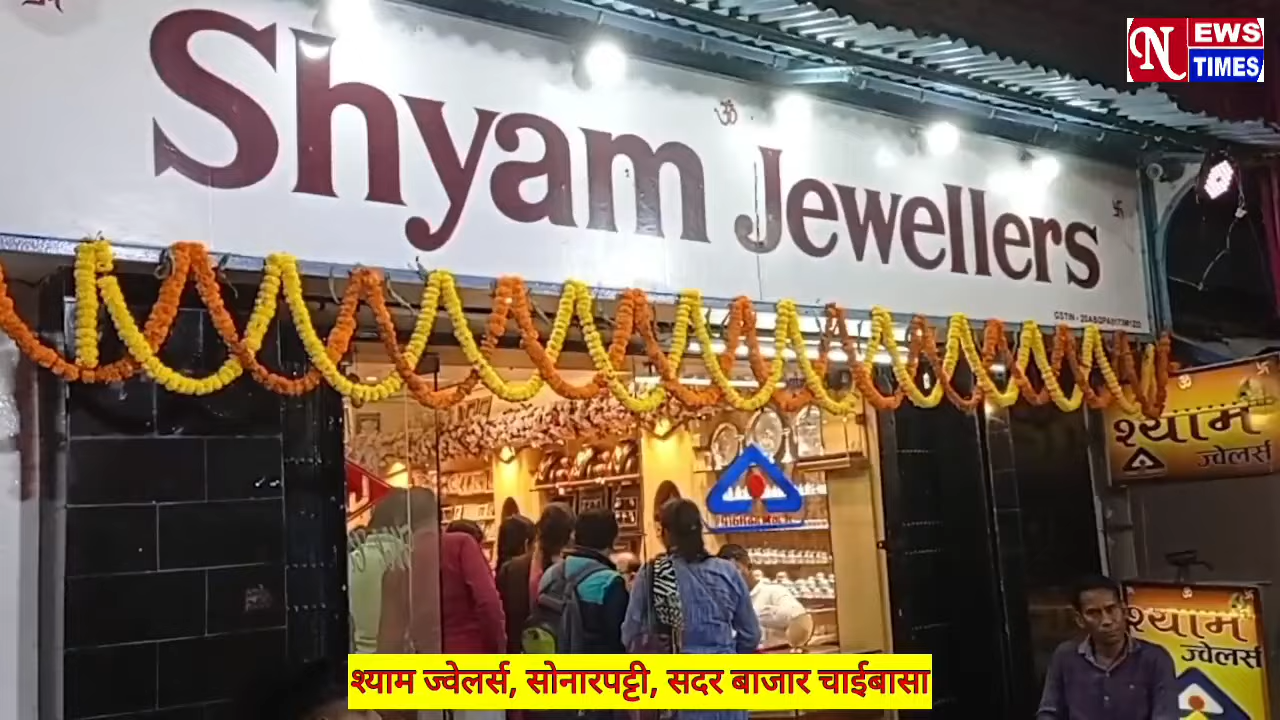 N EWS
TIMES
Shyam Jewellers
ॐ
श्याम
ज्वेलर्स
श्याम
ज्वेलर्स
श्याम ज्वेलर्स, सोनारपट्टी, सदर बाजार चाईबासा